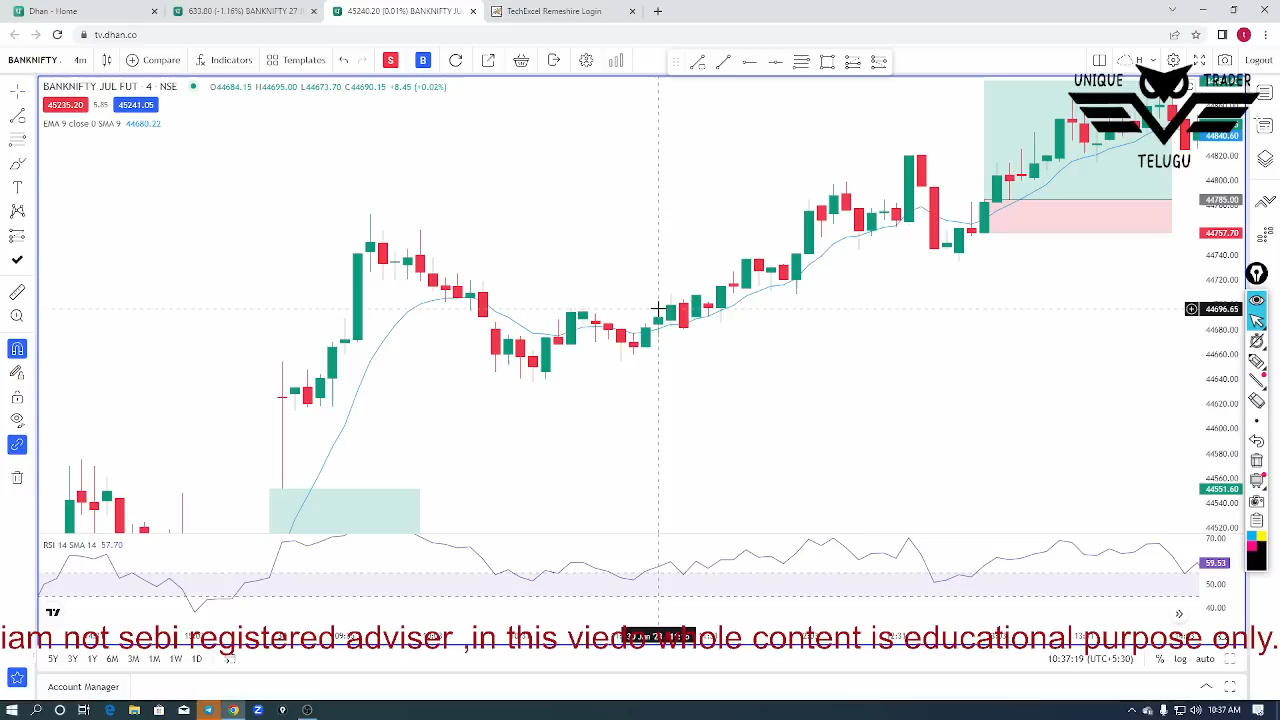 Dhan - Home
633.80 (-1.16%) BANKNIFTY 27 J
45240.20 (0.01%) BANKNIFTY JU
TechExcel Remeshire Login
tv.dhan.co
BANKNIFTY
4m
Compare
Indicators
Templates
S
B
H
Logout
BANKNIFTY JUL FUT · 4 · NSE
O44684.15 H44695.00 L44673.70 C44690.15 +8.45 (+0.02%)
45235.20
5.85
45241.05
EMA 9 close 0 SMA 9 44680.22
UNIQUE TRADER
TELUGU
44840.60
44820.00
44800.00
44785.00
44757.70
44740.00
44720.00
44696.65
44680.00
44660.00
44640.00
44620.00
44600.00
44580.00
44560.00
44551.60
44540.00
44520.00
RSI 14 SMA 14 57.70
70.00
59.53
50.00
40.00
iam not sebi registered adviser ,in this viedo whole content is educational purpose only.
5Y 3Y 1Y 6M 3M 1M 1W 1D
10:37:19 (UTC+5:30)
% log auto
Account Manager
10:37 AM